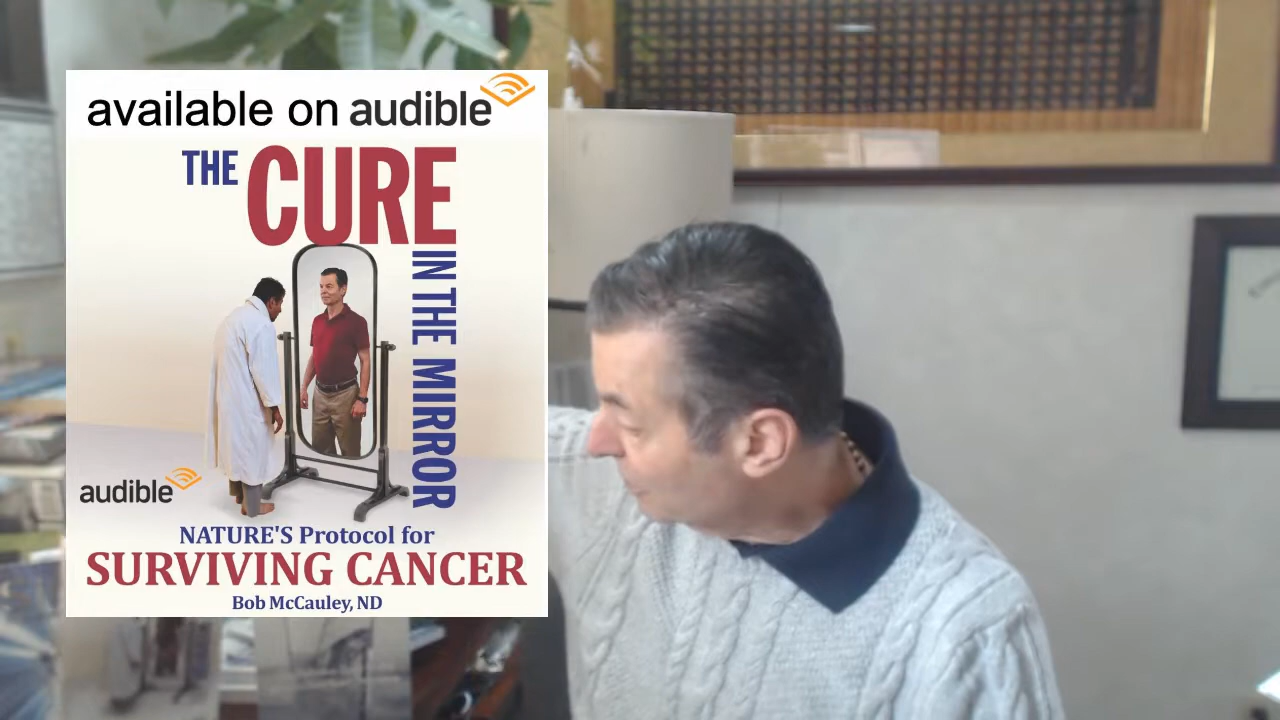 available on audible
THE CURE
IN THE MIRROR
audible
NATURE'S Protocol for
SURVIVING CANCER
Bob McCauley, ND